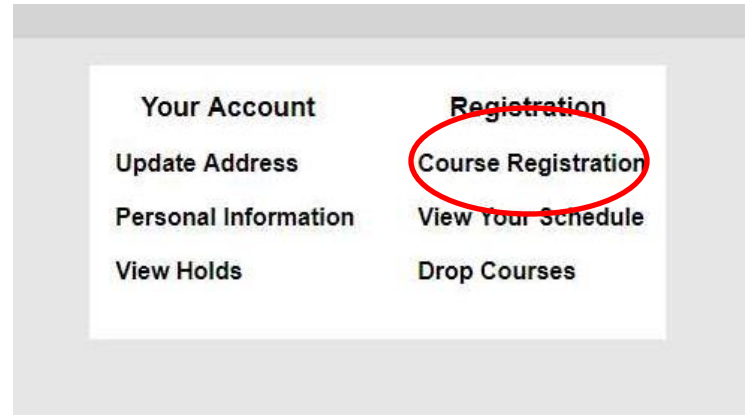 Your Account
Update Address
Personal Information
View Holds
Registration
Course Registration
View Your Schedule
Drop Courses